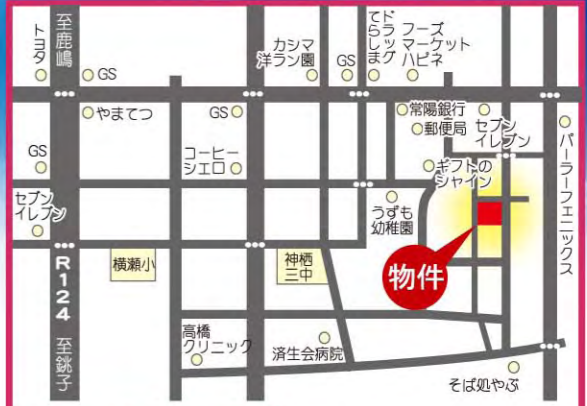 トヨタ
至鹿嶋
GS
カシマ
洋ラン園
GS
てらしま
ドラッグ
フーズ
マーケット
ハピネ
やまてつ
GS
常陽銀行
郵便局
セブン
イレブン
パーラーフェニックス
GS
コーヒー
シエロ
ギフトの
シャイン
セブン
イレブン
うずも
幼稚園
R124
至銚子
横瀬小
神栖
三中
物件
高橋
クリニック
済生会病院
そば処やぶ